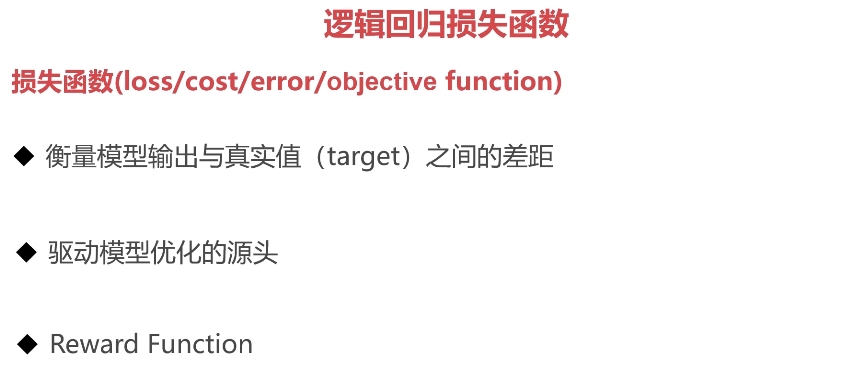 逻辑回归损失函数
损失函数(loss/cost/error/objective function)
◆ 衡量模型输出与真实值（target）之间的差距
◆ 驱动模型优化的源头
◆ Reward Function